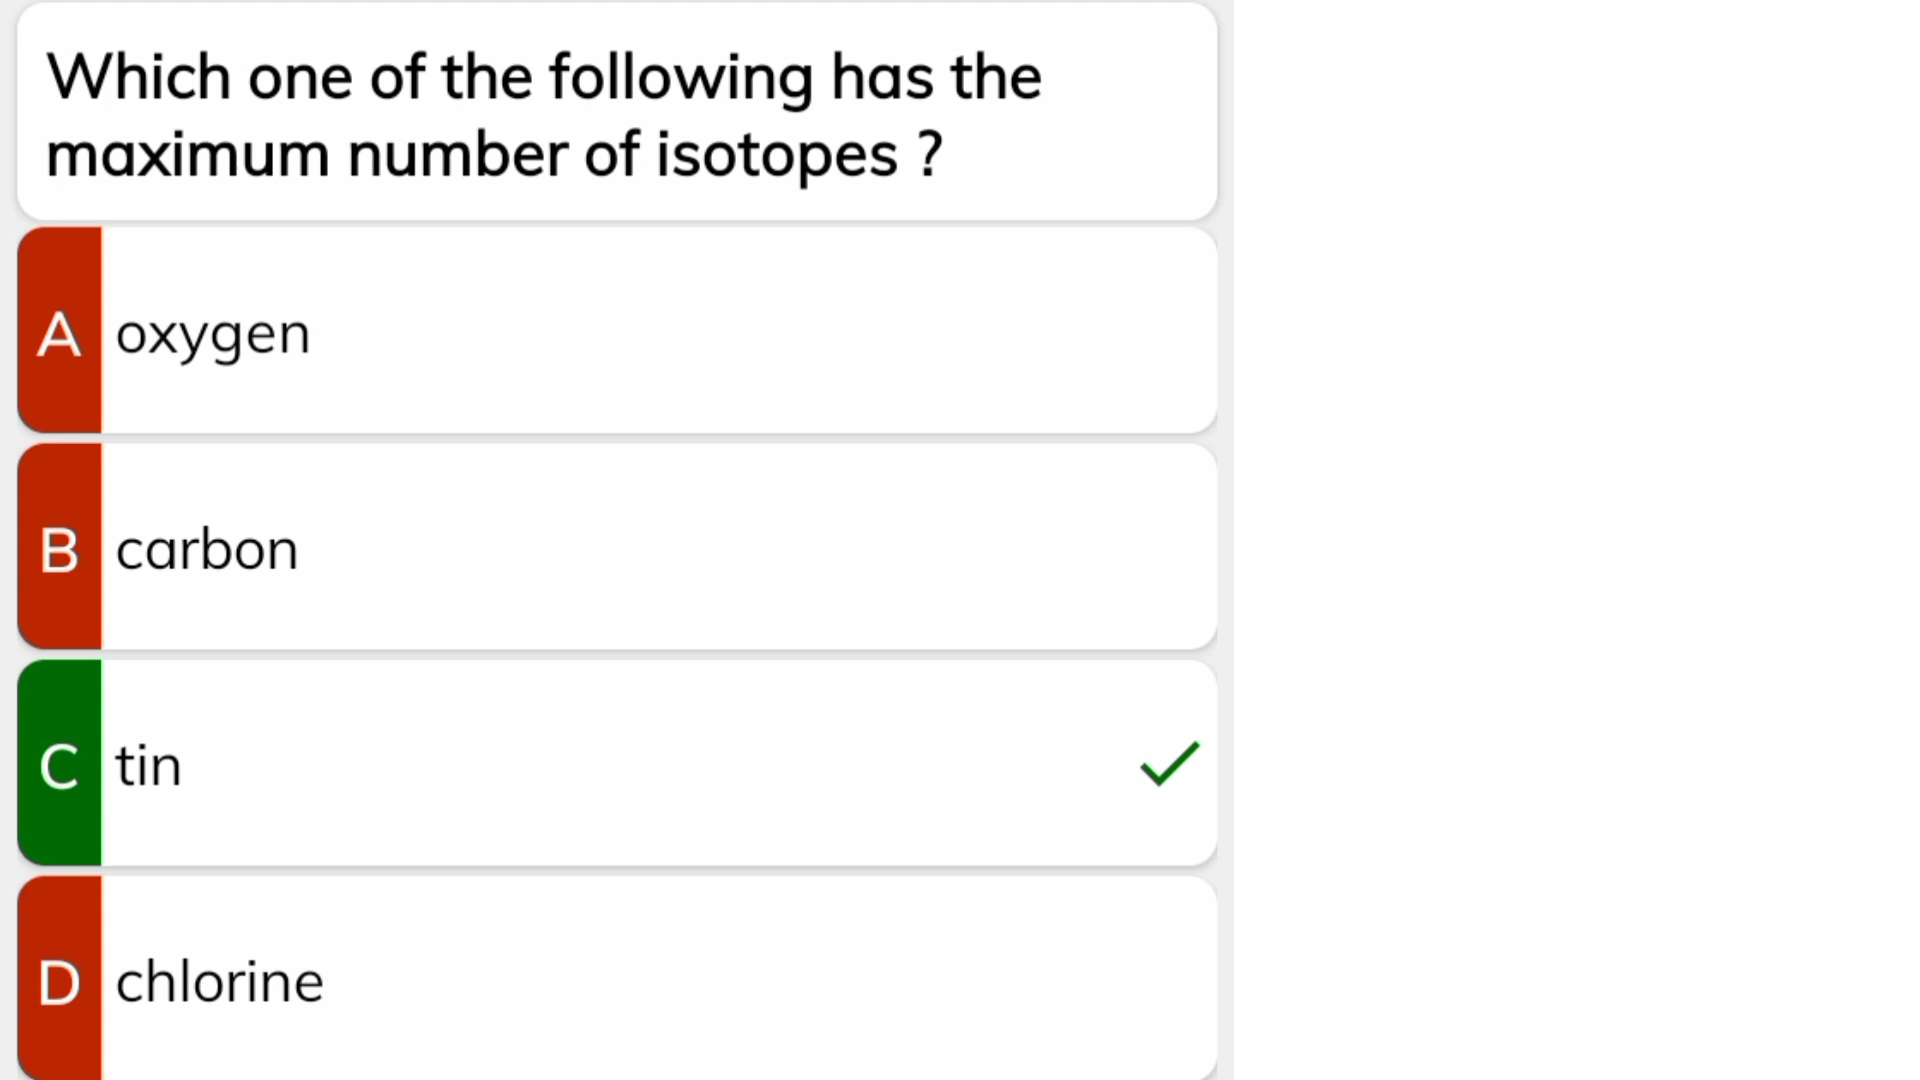 Which one of the following has the
maximum number of isotopes ?
A oxygen
B carbon
C tin
D chlorine